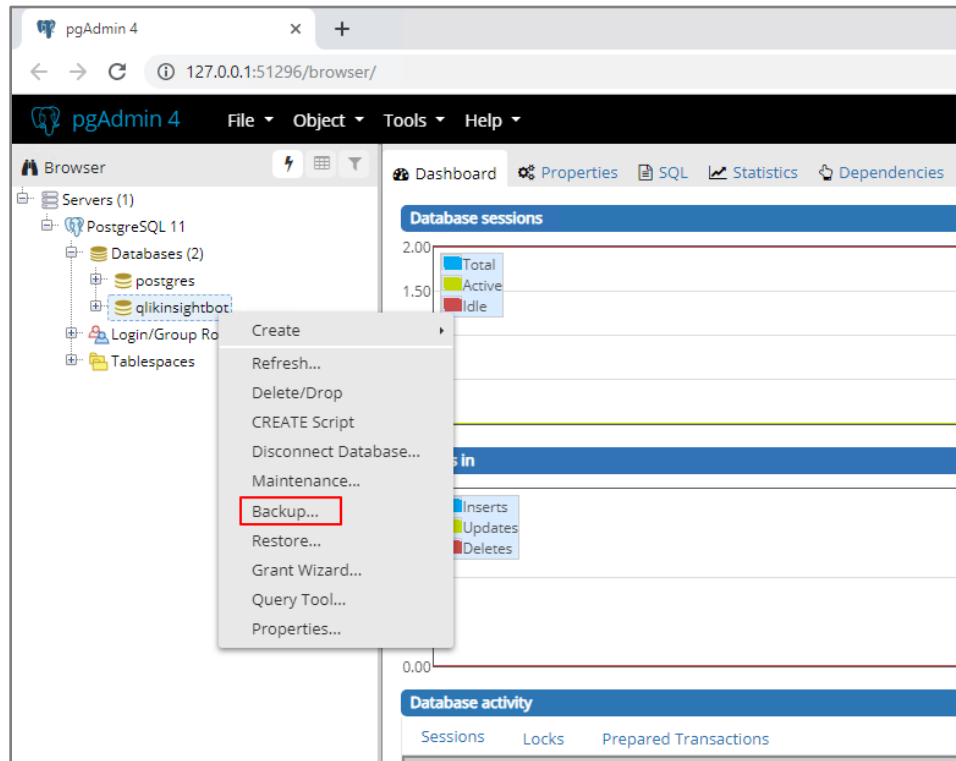 pgAdmin 4
127.0.0.1:51296/browser/
pgAdmin 4 File Object Tools Help
Browser
Dashboard Properties SQL Statistics Dependencies
Servers (1)
PostgreSQL 11
Databases (2)
postgres
qlikinsightbot
Login/Group Ro
Tablespaces
Create
Refresh...
Delete/Drop
CREATE Script
Disconnect Database...
Maintenance...
Backup...
Restore...
Grant Wizard...
Query Tool...
Properties...
Database sessions
2.00
Total
1.50
Active
Idle
s in
Inserts
Updates
Deletes
0.00
Database activity
Sessions Locks Prepared Transactions